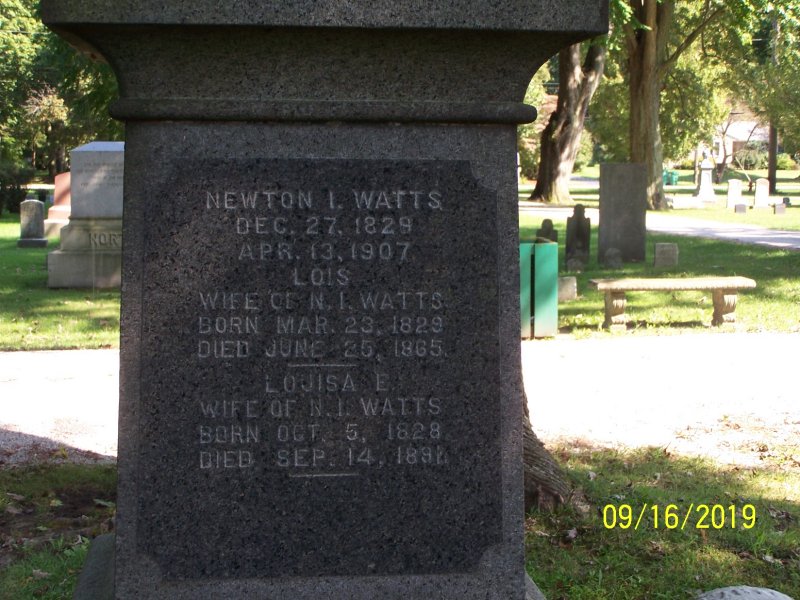 NEWTON I. WATTS
DEC. 27, 1829
APR. 13, 1907
LOIS
WIFE OF N. I. WATTS
BORN MAR. 23, 1829
DIED JUNE 25, 1865.
LOUISA E.
WIFE OF N. I. WATTS
BORN OCT. 5, 1828
DIED SEP. 14,
NORT
09/16/2019